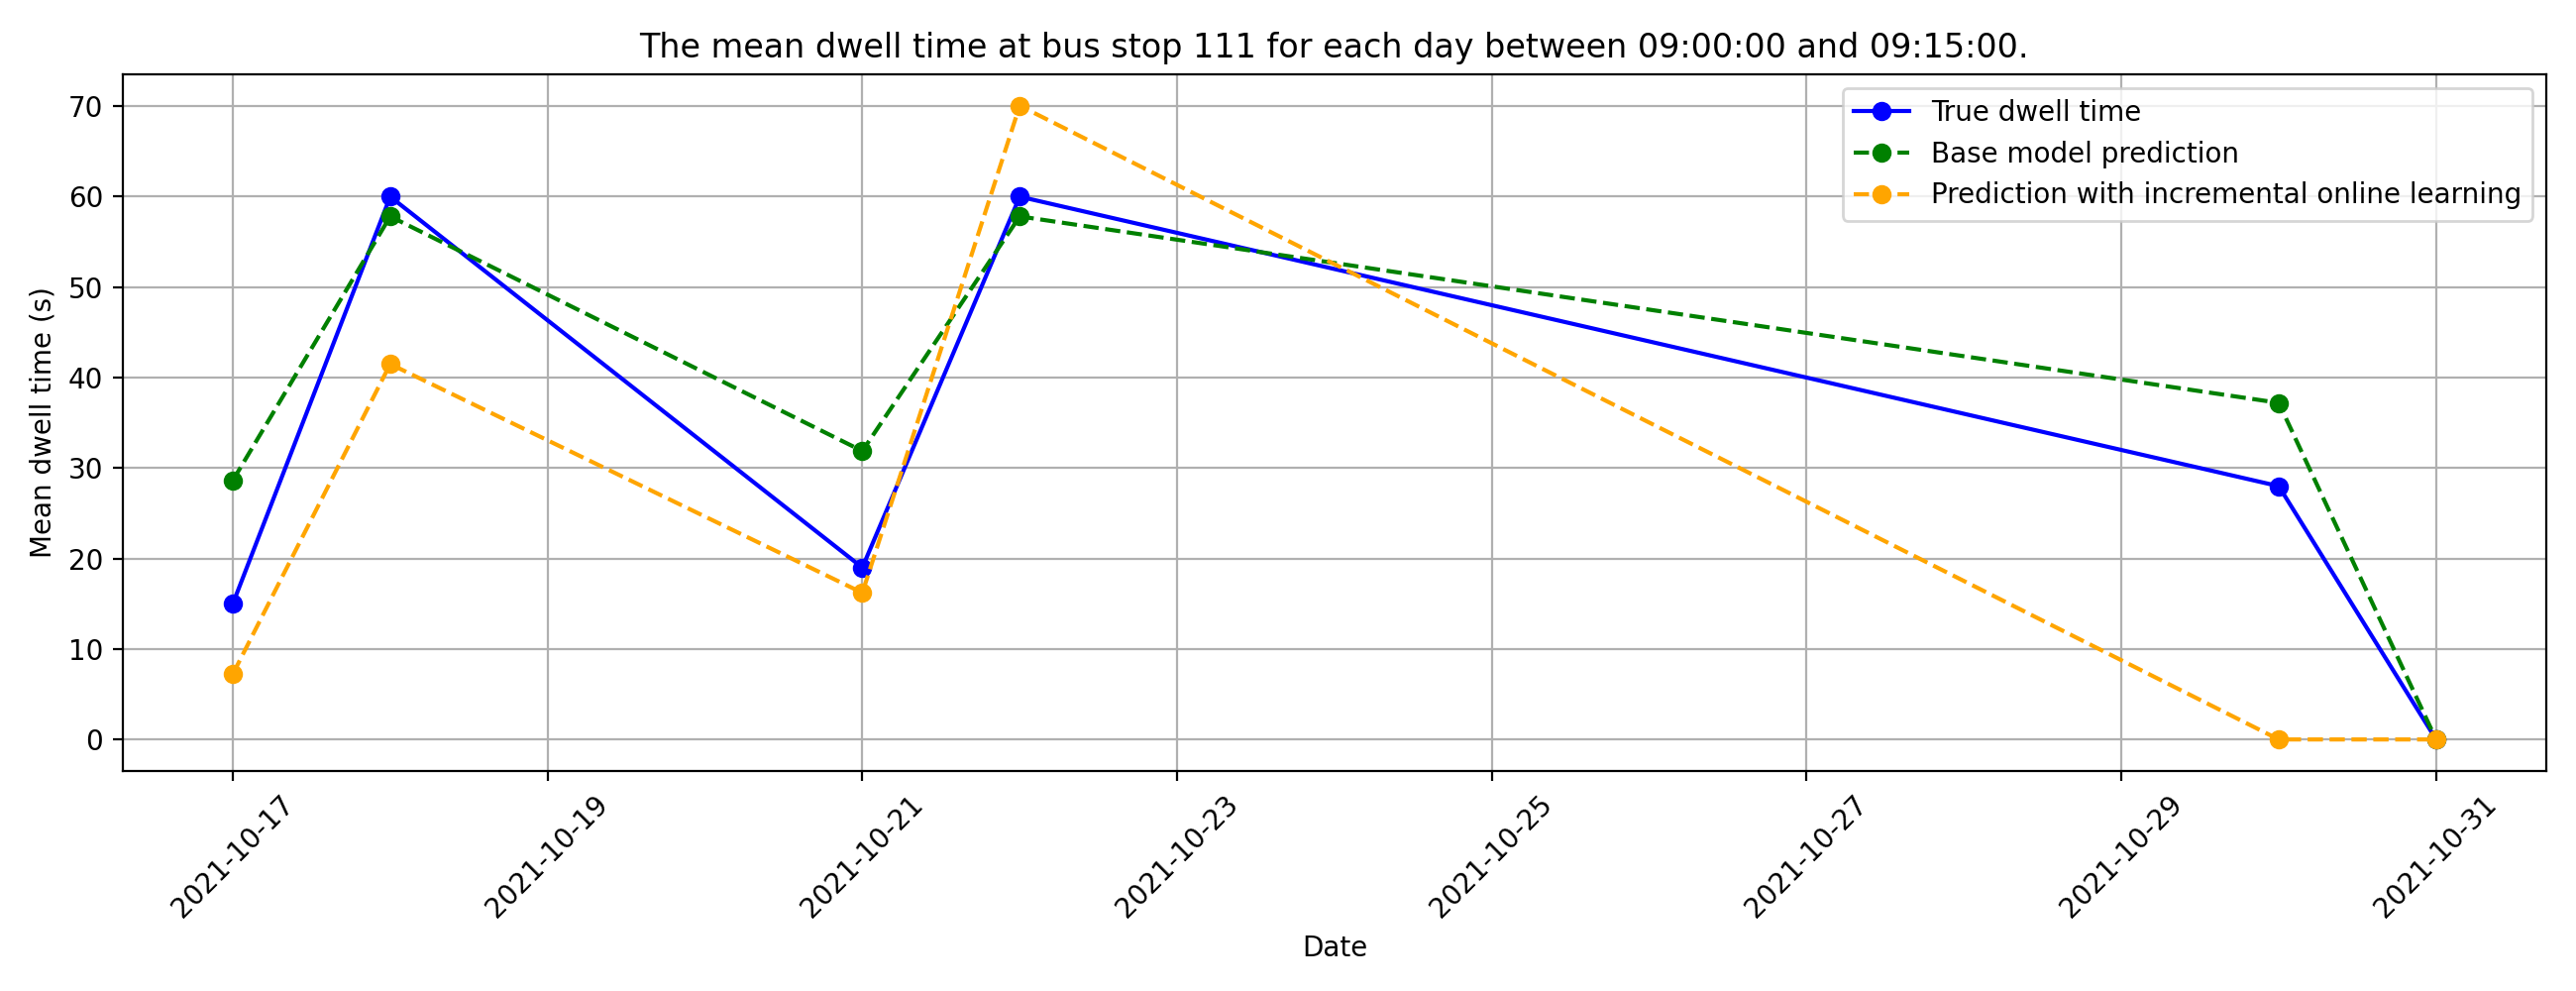 The mean dwell time at bus stop 111 for each day between 09:00:00 and 09:15:00.
True dwell time
Base model prediction
Prediction with incremental online learning
Mean dwell time (s)
70
60
50
40
30
20
10
0
2021-10-17
2021-10-19
2021-10-21
2021-10-23
2021-10-25
2021-10-27
2021-10-29
2021-10-31
Date